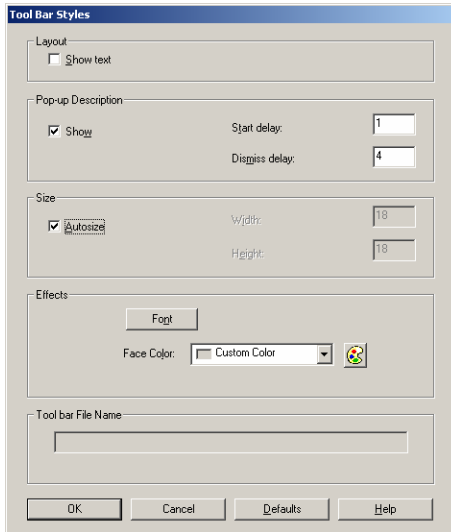 Tool Bar Styles
Layout
Show text
Pop-up Description
Show
Start delay: 1
Dismiss delay: 4
Size
Autosize
Width: 18
Height: 18
Effects
Font
Face Color: Custom Color
Tool bar File Name
OK Cancel Defaults Help